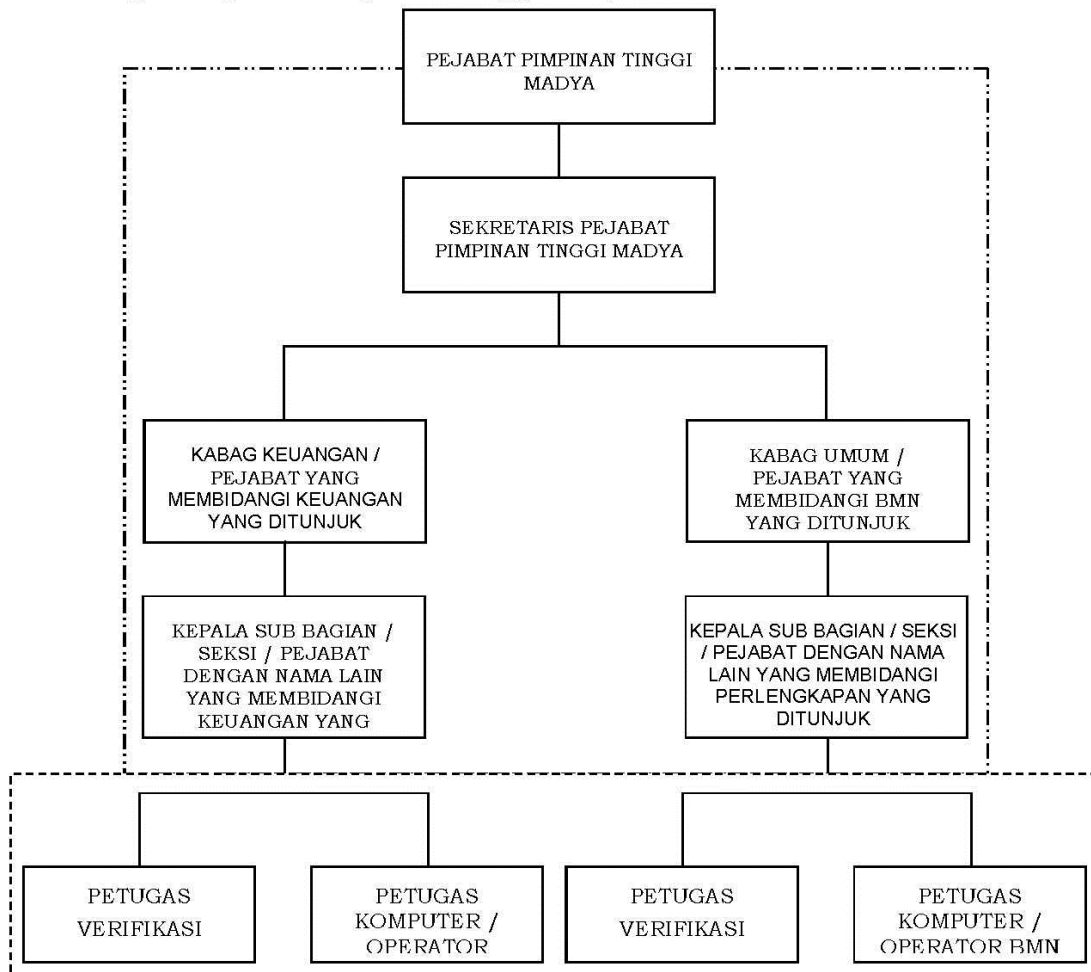 PEJABAT PIMPINAN TINGGI
MADYA
SEKRETARIS PEJABAT
PIMPINAN TINGGI MADYA
KABAG KEUANGAN /
PEJABAT YANG
MEMBIDANGI KEUANGAN
YANG DITUNJUK
KABAG UMUM /
PEJABAT YANG
MEMBIDANGI BMN
YANG DITUNJUK
KEPALA SUB BAGIAN /
SEKSI / PEJABAT
DENGAN NAMA LAIN
YANG MEMBIDANGI
KEUANGAN YANG
KEPALA SUB BAGIAN / SEKSI
/ PEJABAT DENGAN NAMA
LAIN YANG MEMBIDANGI
PERLENGKAPAN YANG
DITUNJUK
PETUGAS
VERIFIKASI
PETUGAS
KOMPUTER /
OPERATOR
PETUGAS
VERIFIKASI
PETUGAS
KOMPUTER /
OPERATOR BMN